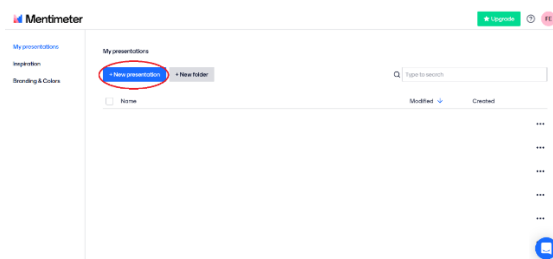 Mentimeter
★ Upgrade
FE
My presentations
Inspiration
Branding & Colors
My presentations
+ New presentation
+ New folder
Type to search
Name
Modified
Created